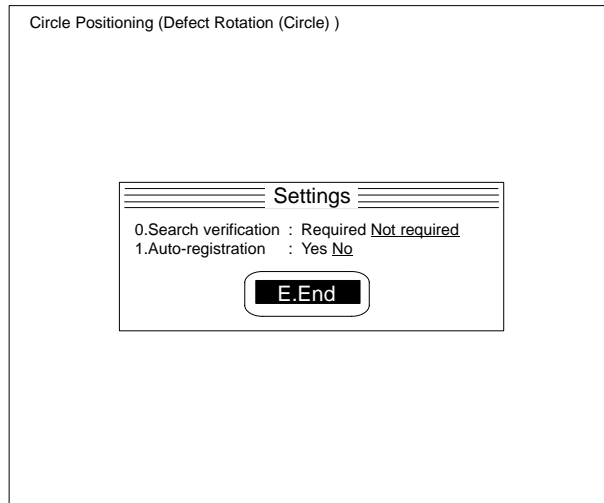 Circle Positioning (Defect Rotation (Circle) )
Settings
0.Search verification : Required Not required
1.Auto-registration : Yes No
E.End